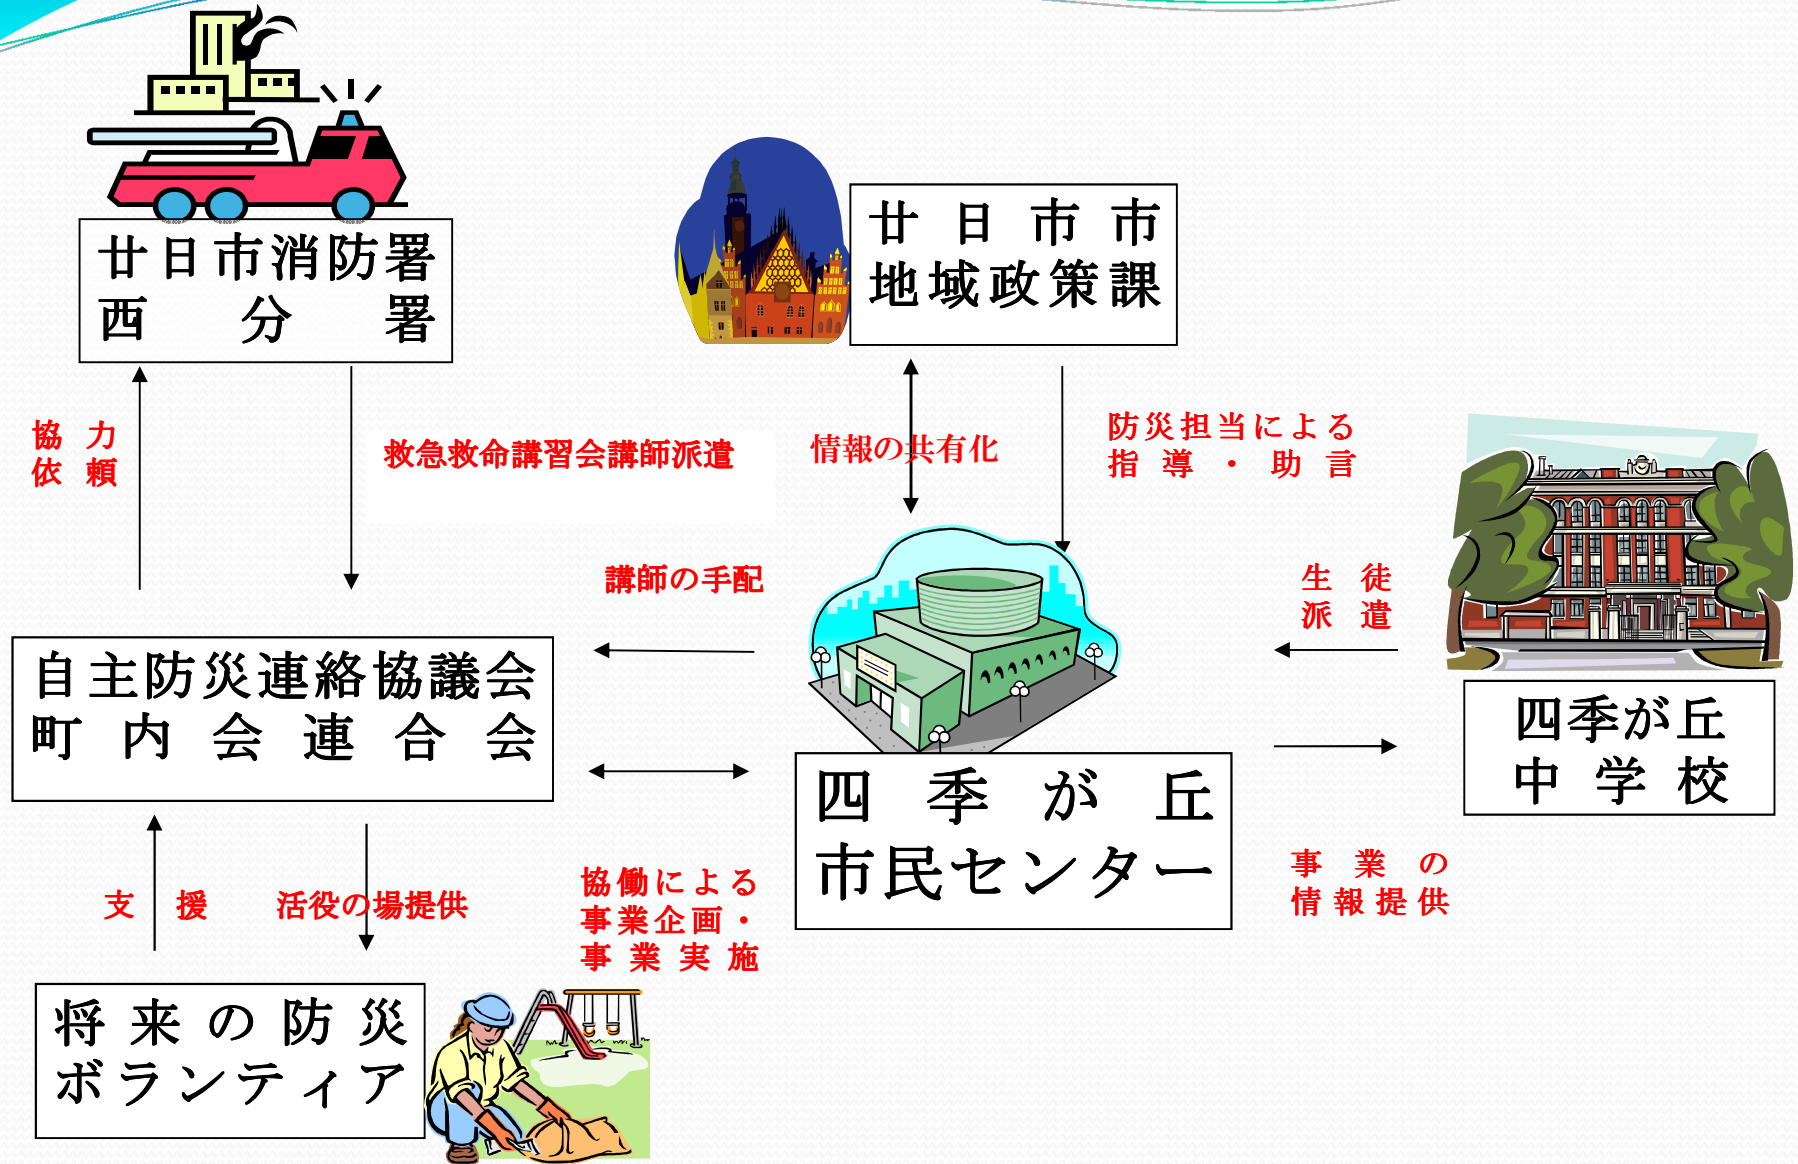 廿日市消防署
西分署
廿日市市
地域政策課
協力
依頼
救急救命講習会講師派遣
情報の共有化
防災担当による
指導・助言
講師の手配
生徒
派遣
自主防災連絡協議会
町内会連合会
四季が丘
市民センター
四季が丘
中学校
支援
活役の場提供
協働による
事業企画・
事業実施
事業の
情報提供
将来の防災
ボランティア